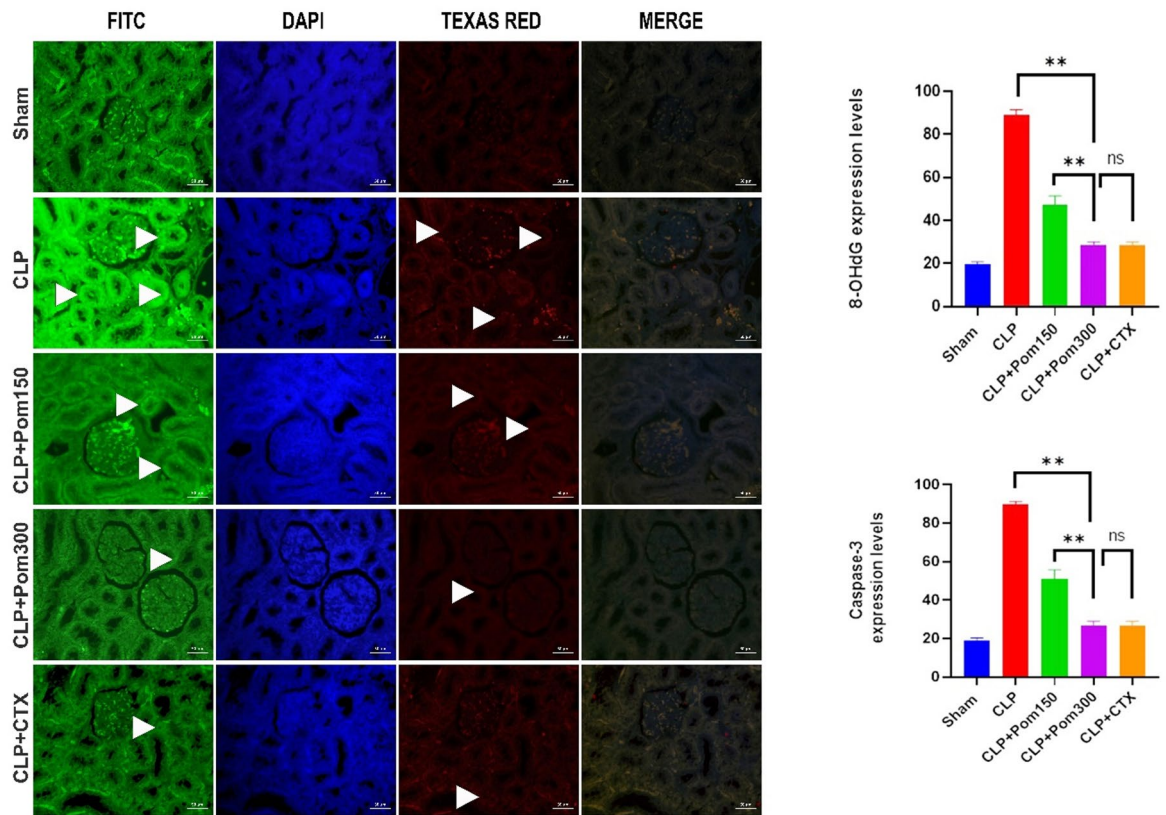 FITC DAPI TEXAS RED MERGE
Sham
CLP
CLP+Pom150
CLP+Pom300
CLP+CTX
8-OHdG expression levels
100
80
60
40
20
0
**
**
ns
Sham
CLP
CLP+Pom150
CLP+Pom300
CLP+CTX
Caspase-3
expression levels
100
80
60
40
20
0
**
**
ns
Sham
CLP
CLP+Pom150
CLP+Pom300
CLP+CTX